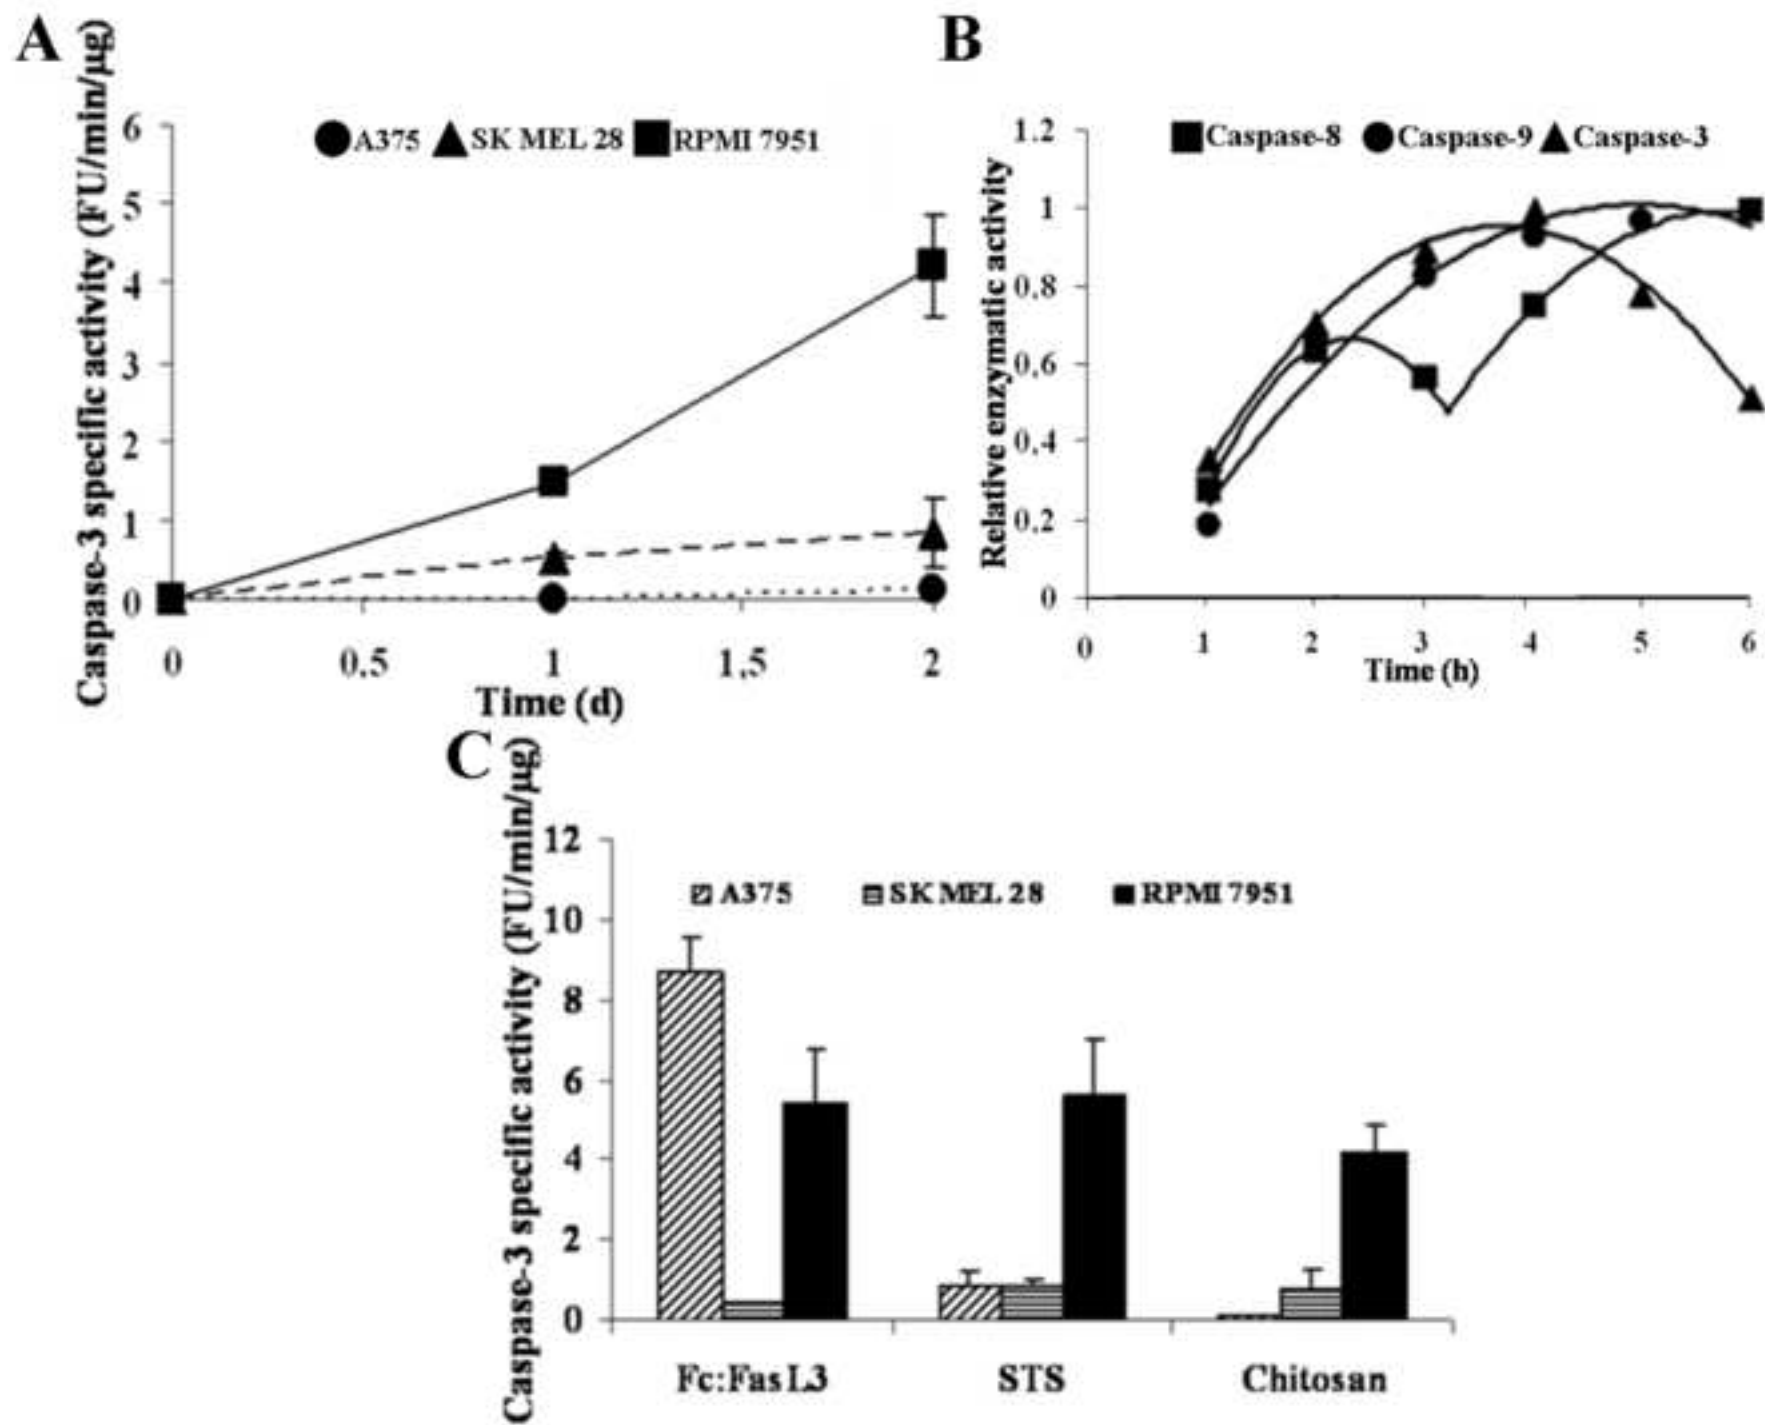 A
Caspase-3 specific activity (FU/min/µg)
6
5
4
3
2
1
0
A375 SK MEL 28 RPMI 7951
0 0,5 1 1,5 2
Time (d)
B
Relative enzymatic activity
1.2
1
0.8
0,6
0,4
0,2
0
Caspase-8 Caspase-9 Caspase-3
0 1 2 3 4 5 6
Time (h)
C
Caspase-3 specific activity (FU/min/µg)
12
10
8
6
4
2
0
A375 SK MEL 28 RPMI 7951
Fc:FasL3 STS Chitosan